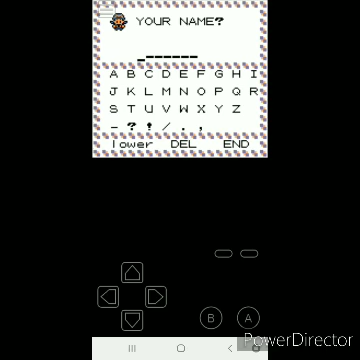 YOUR NAME?
A B C D E F G H I
J K L M N O P Q R
S T U V W X Y Z
- ? ! / . ,
lower DEL END
B A
PowerDirector